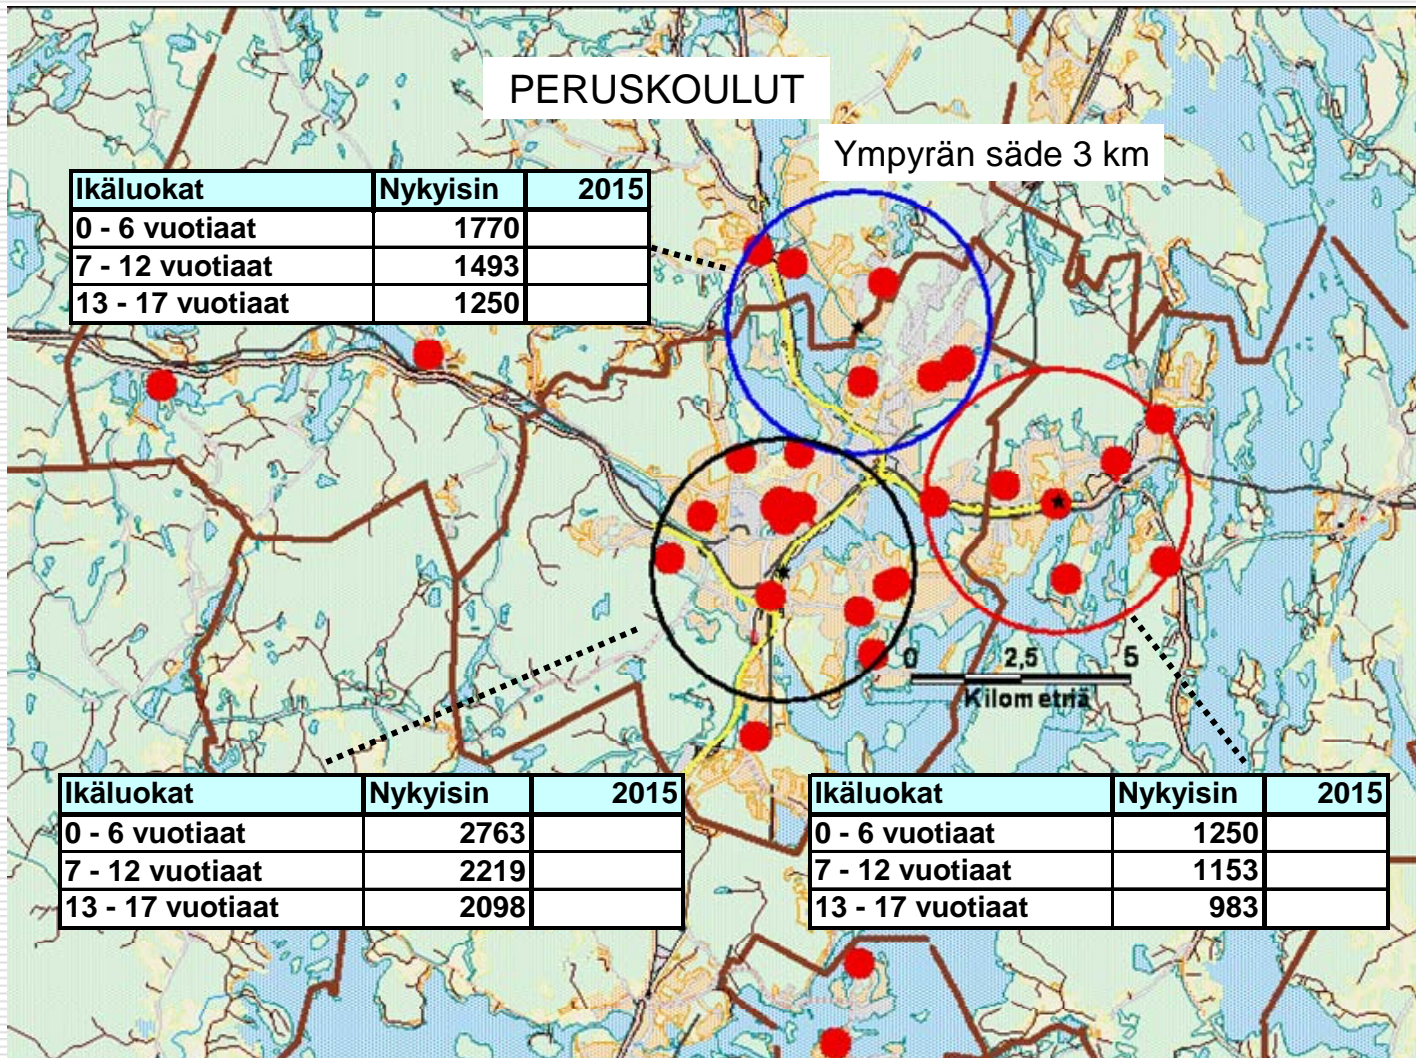 PERUSKOULUT
Ympyrän säde 3 km
Ikäluokat Nykyisin 2015
0 - 6 vuotiaat 1770
7 - 12 vuotiaat 1493
13 - 17 vuotiaat 1250
0 2,5 5
Kilometriä
Ikäluokat Nykyisin 2015
0 - 6 vuotiaat 2763
7 - 12 vuotiaat 2219
13 - 17 vuotiaat 2098
Ikäluokat Nykyisin 2015
0 - 6 vuotiaat 1250
7 - 12 vuotiaat 1153
13 - 17 vuotiaat 983